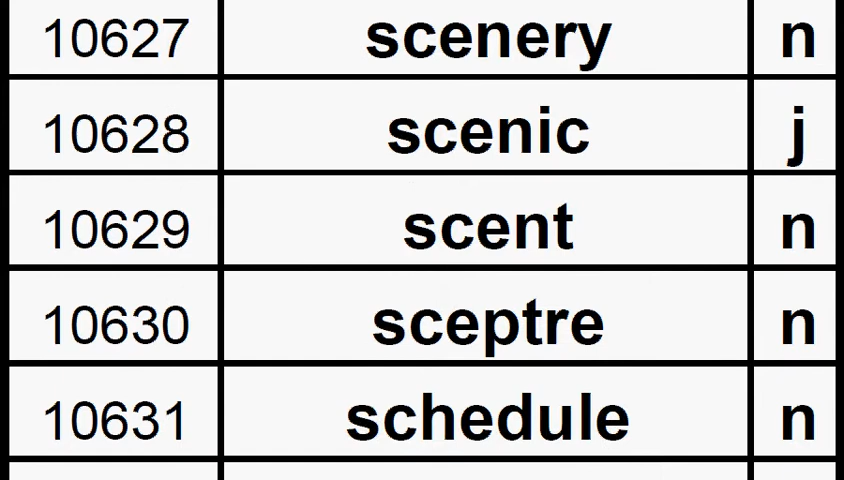 10627 scenery n
10628 scenic j
10629 scent n
10630 sceptre n
10631 schedule n